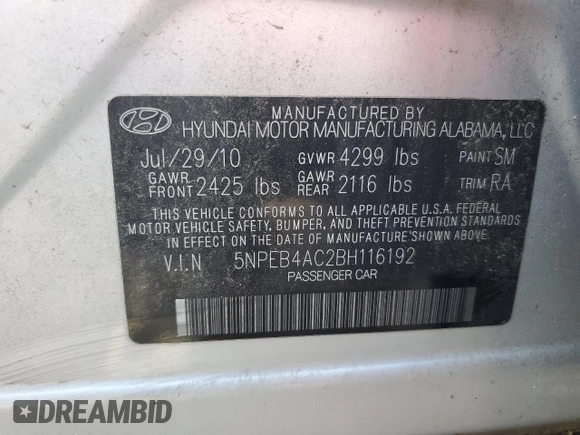 MANUFACTURED BY
HYUNDAI MOTOR MANUFACTURING ALABAMA, LLC
Jul/29/10 GVWR 4299 lbs PAINT SM
GAWR FRONT 2425 lbs GAWR REAR 2116 lbs TRIM RA
THIS VEHICLE CONFORMS TO ALL APPLICABLE U.S.A. FEDERAL
MOTOR VEHICLE SAFETY, BUMPER, AND THEFT PREVENTION STANDARDS
IN EFFECT ON THE DATE OF MANUFACTURE SHOWN ABOVE.
V.I.N 5NPEB4AC2BH116192
PASSENGER CAR
DREAMBID